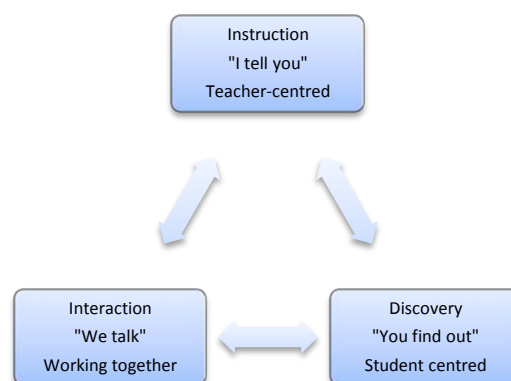 Instruction
"I tell you"
Teacher-centred
Interaction
"We talk"
Working together
Discovery
"You find out"
Student centred